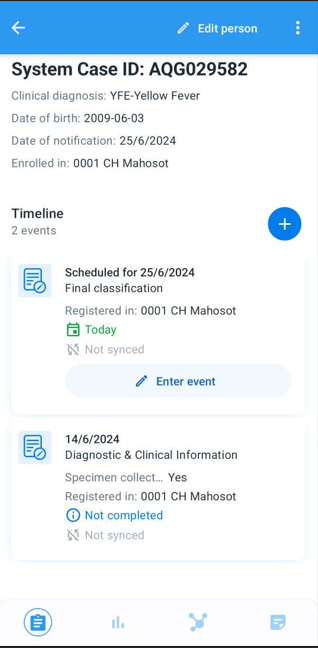 Edit person
System Case ID: AQG029582
Clinical diagnosis: YFE-Yellow Fever
Date of birth: 2009-06-03
Date of notification: 25/6/2024
Enrolled in: 0001 CH Mahosot
Timeline
2 events
Scheduled for 25/6/2024
Final classification
Registered in: 0001 CH Mahosot
Today
Not synced
Enter event
14/6/2024
Diagnostic & Clinical Information
Specimen collect... Yes
Registered in: 0001 CH Mahosot
Not completed
Not synced